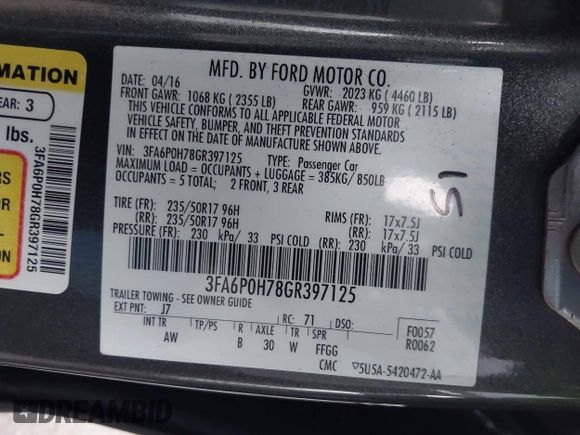 MFD. BY FORD MOTOR CO.
DATE: 04/16 GVWR: 2023 KG ( 4460 LB)
FRONT GAWR: 1068 KG ( 2355 LB) REAR GAWR: 959 KG ( 2115 LB)
THIS VEHICLE CONFORMS TO ALL APPLICABLE FEDERAL MOTOR
VEHICLE SAFETY, BUMPER, AND THEFT PREVENTION STANDARDS
IN EFFECT ON THE DATE OF MANUFACTURE SHOWN ABOVE.
VIN: 3FA6P0H78GR397125 TYPE: Passenger Car
MAXIMUM LOAD = OCCUPANTS + LUGGAGE = 385KG/ 850LB
OCCUPANTS = 5 TOTAL; 2 FRONT, 3 REAR
TIRE (FR): 235/50R17 96H RIMS (FR): 17x7.5J
(RR): 235/50R17 96H (RR): 17x7.5J
PRESSURE (FR): 230 kPa/ 33 PSI COLD (RR): 230 kPa/ 33 PSI COLD
3FA6P0H78GR397125
TRAILER TOWING - SEE OWNER GUIDE
EXT PNT: J7 RC: 71 DSO: F0057
R0062
INT TR TP/PS R AXLE TR SPR
AW B 30 W FFGG
CMC 5U5A-5420472-AA
51
RMATION
EAR: 3
lbs.
3FA6P0H78GR397125
DREAMBID